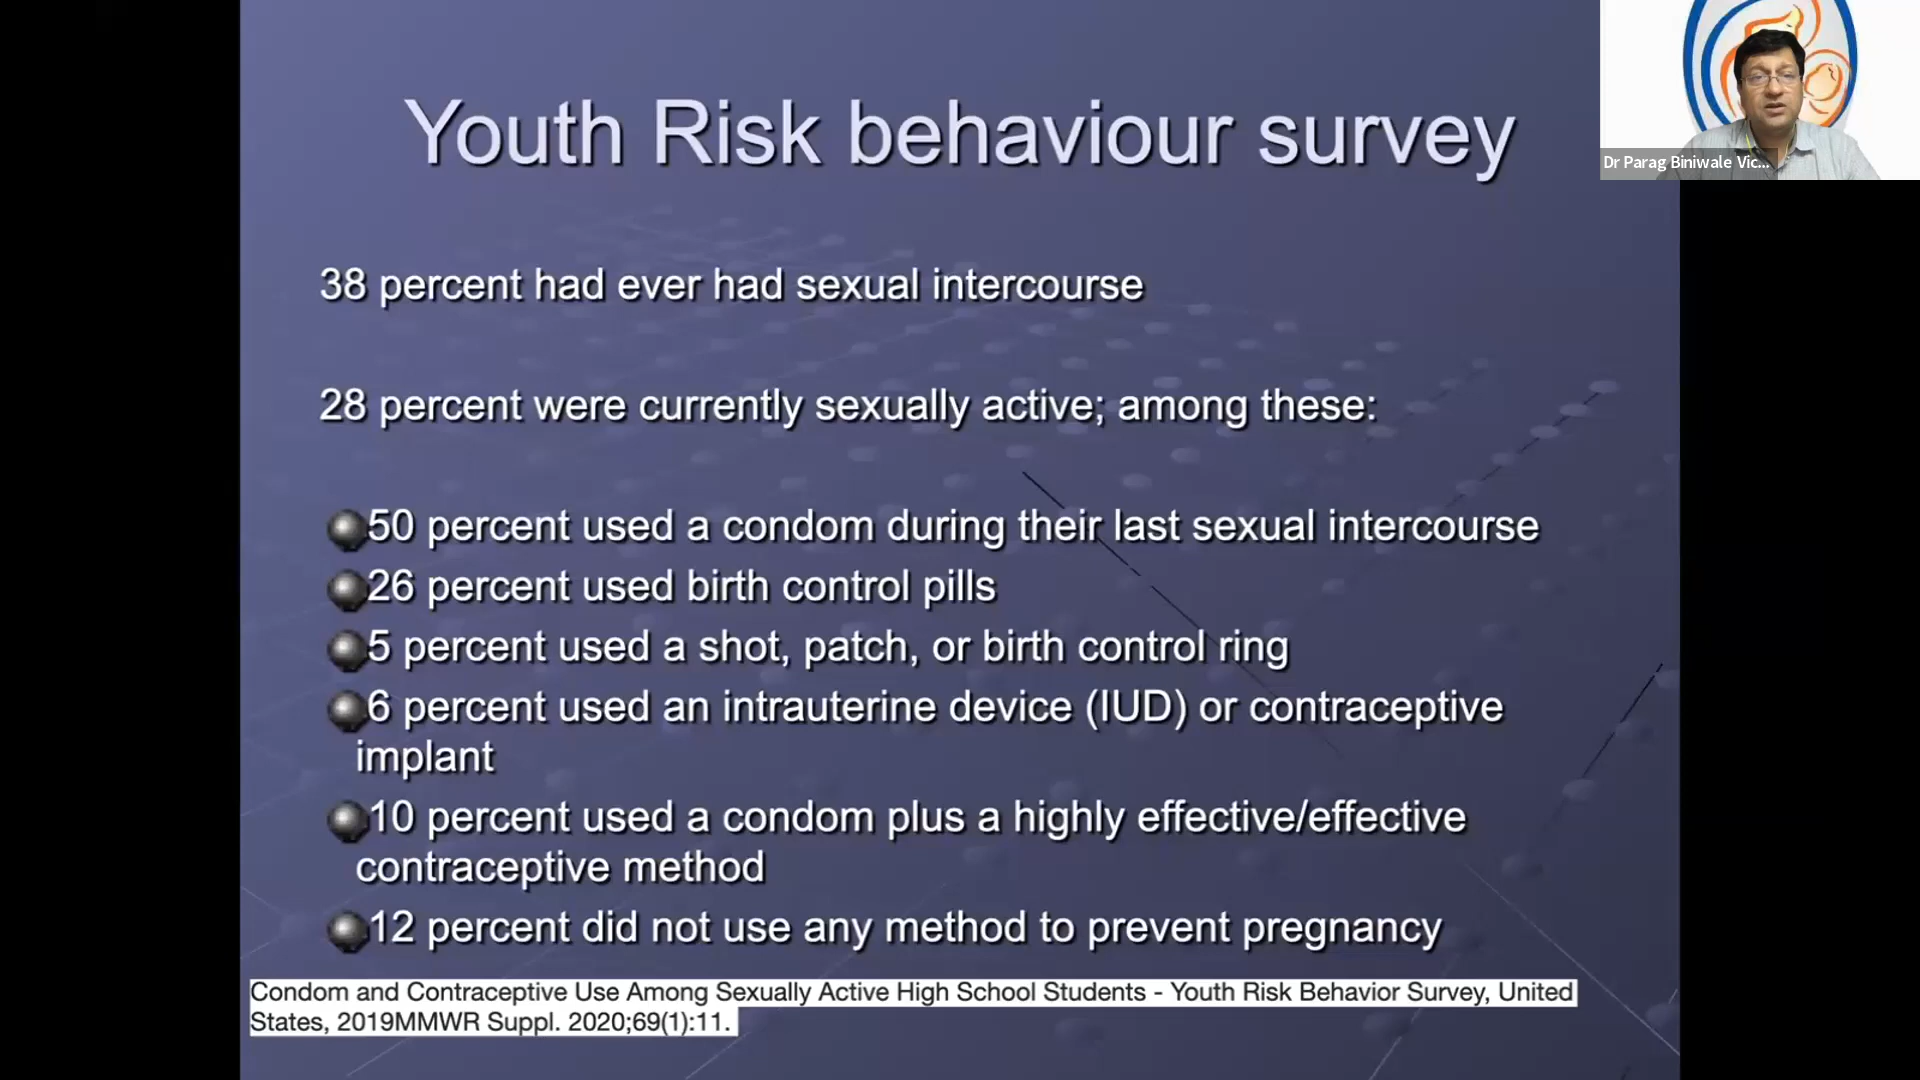 Youth Risk behaviour survey
Dr Parag Biniwale Vic...
38 percent had ever had sexual intercourse
28 percent were currently sexually active; among these:
50 percent used a condom during their last sexual intercourse
26 percent used birth control pills
5 percent used a shot, patch, or birth control ring
6 percent used an intrauterine device (IUD) or contraceptive
implant
10 percent used a condom plus a highly effective/effective
contraceptive method
12 percent did not use any method to prevent pregnancy
Condom and Contraceptive Use Among Sexually Active High School Students - Youth Risk Behavior Survey, United
States, 2019MMWR Suppl. 2020;69(1):11.